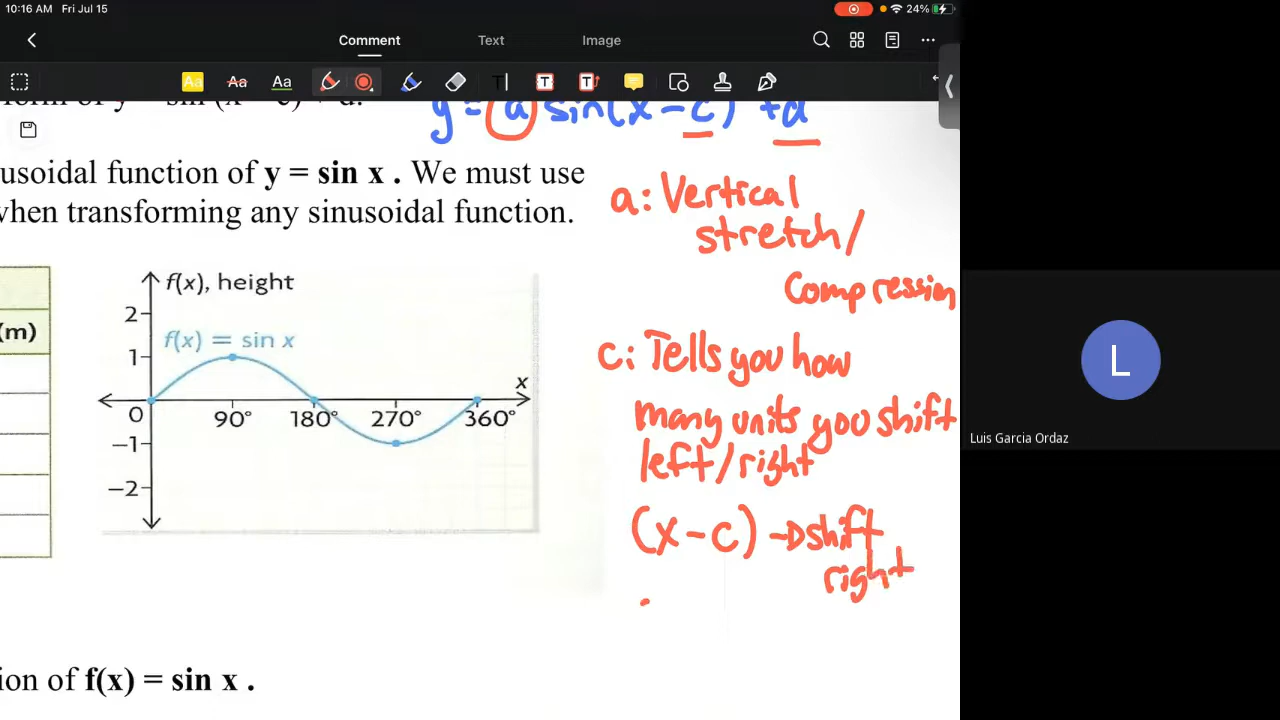 10:16 AM Fri Jul 15
24%
Comment Text Image
Aa Aa Aa T T T
y = a sin(x - c) + d
usoidal function of y = sin x . We must use
when transforming any sinusoidal function.
a: Vertical
stretch/
Compression
f(x), height
(m)
2
f(x) = sin x
1
x
0 90° 180° 270° 360°
-1
-2
c: Tells you how
many units you shift
left/right
(x - c) → shift
right
ion of f(x) = sin x .
L
Luis Garcia Ordaz